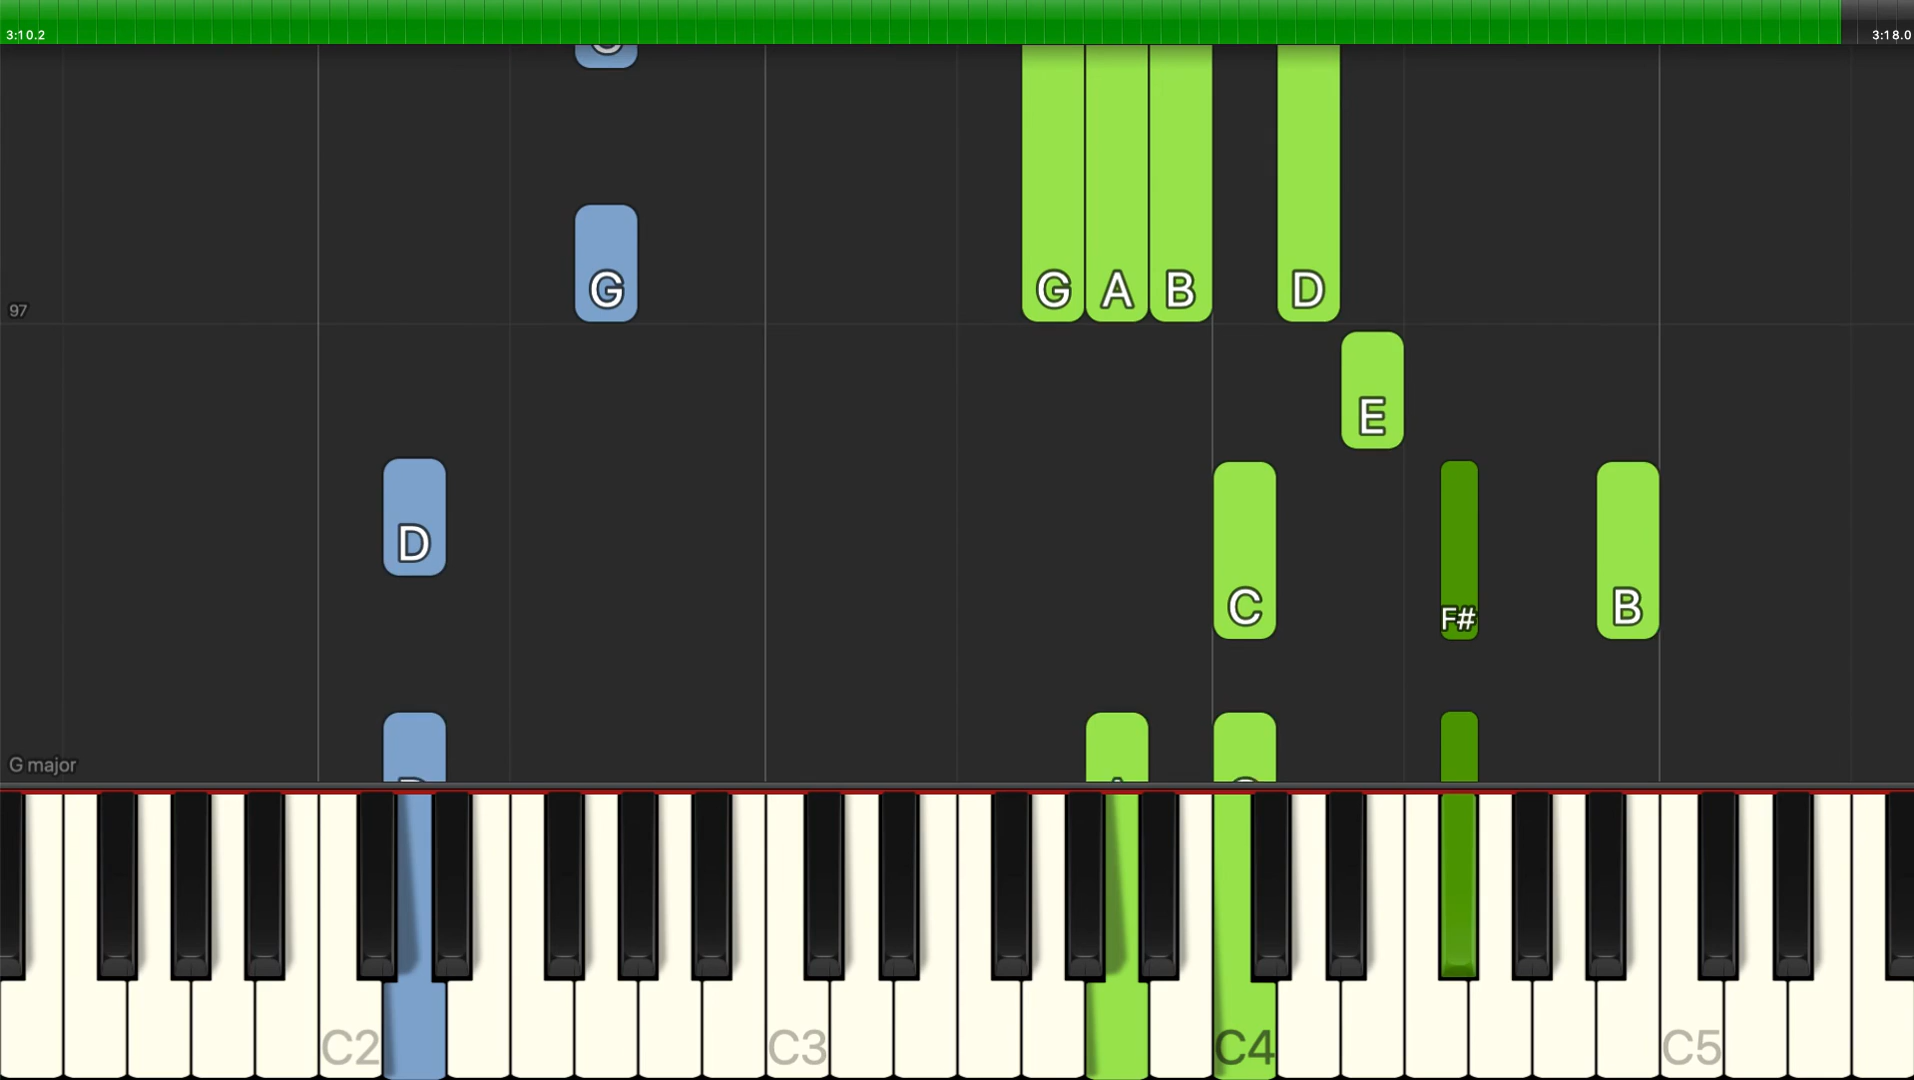 3:10.2 3:18.0
G G A B D
97
E
D
C F# B
G major
C2 C3 C4 C5